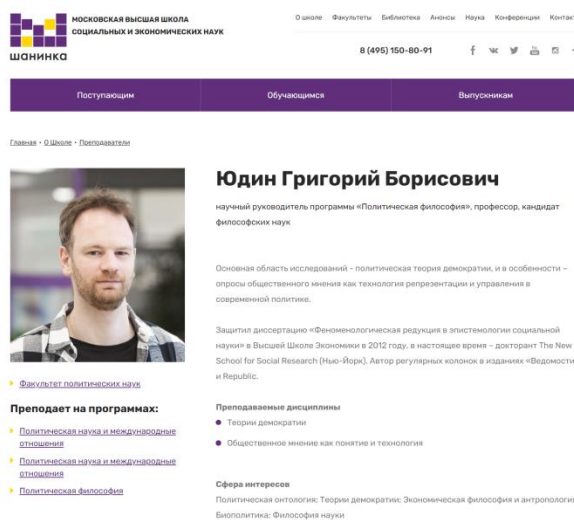 МОСКОВСКАЯ ВЫСШАЯ ШКОЛА
СОЦИАЛЬНЫХ И ЭКОНОМИЧЕСКИХ НАУК
шанинка
О школе Факультеты Библиотека Анонсы Наука Конференции Контак
8 (495) 150-80-91
Поступающим Обучающимся Выпускникам
Главная • О Школе • Преподаватели
Юдин Григорий Борисович
научный руководитель программы «Политическая философия», профессор, кандидат
философских наук
Основная область исследований - политическая теория демократии, и в особенности –
опросы общественного мнения как технология репрезентации и управления в
современной политике.
Защитил диссертацию «Феноменологическая редукция в эпистемологии социальной
науки» в Высшей Школе Экономики в 2012 году, в настоящее время – докторант The New
School for Social Research (Нью-Йорк). Автор регулярных колонок в изданиях «Ведомости
и Republic.
Факультет политических наук
Преподает на программах:
Политическая наука и международные
отношения
Политическая наука и международные
отношения
Политическая философия
Преподаваемые дисциплины
Теории демократии
Общественное мнение как понятие и технология
Сфера интересов
Политическая онтология; Теории демократии; Экономическая философия и антропология
Биополитика; Философия науки